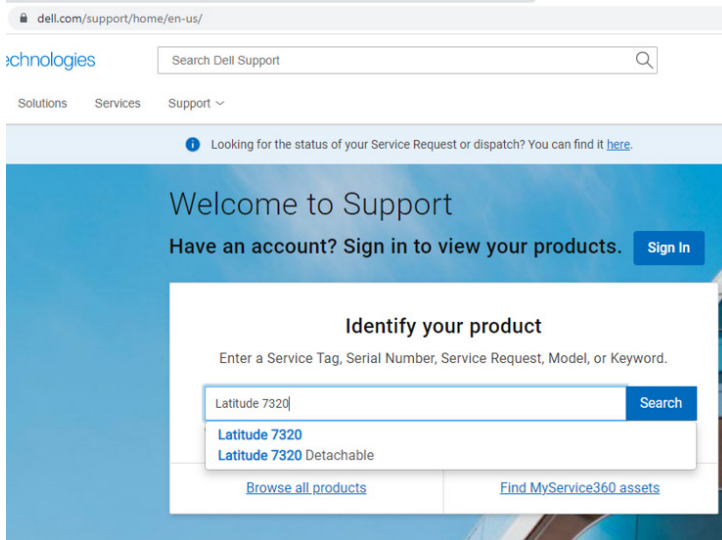 dell.com/support/home/en-us/
echnologies
Search Dell Support
Solutions Services Support
Looking for the status of your Service Request or dispatch? You can find it here.
Welcome to Support
Have an account? Sign in to view your products. Sign In
Identify your product
Enter a Service Tag, Serial Number, Service Request, Model, or Keyword.
Latitude 7320 Search
Latitude 7320
Latitude 7320 Detachable
Browse all products Find MyService360 assets